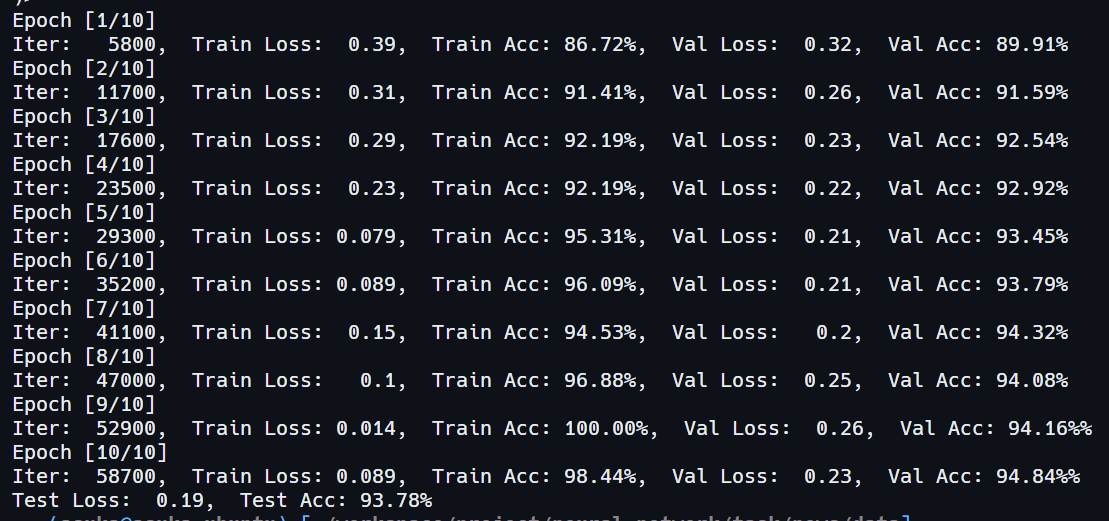 Epoch [1/10]
Iter:   5800,  Train Loss:  0.39,  Train Acc: 86.72%,  Val Loss:  0.32,  Val Acc: 89.91%
Epoch [2/10]
Iter:  11700,  Train Loss:  0.31,  Train Acc: 91.41%,  Val Loss:  0.26,  Val Acc: 91.59%
Epoch [3/10]
Iter:  17600,  Train Loss:  0.29,  Train Acc: 92.19%,  Val Loss:  0.23,  Val Acc: 92.54%
Epoch [4/10]
Iter:  23500,  Train Loss:  0.23,  Train Acc: 92.19%,  Val Loss:  0.22,  Val Acc: 92.92%
Epoch [5/10]
Iter:  29300,  Train Loss: 0.079,  Train Acc: 95.31%,  Val Loss:  0.21,  Val Acc: 93.45%
Epoch [6/10]
Iter:  35200,  Train Loss: 0.089,  Train Acc: 96.09%,  Val Loss:  0.21,  Val Acc: 93.79%
Epoch [7/10]
Iter:  41100,  Train Loss:  0.15,  Train Acc: 94.53%,  Val Loss:   0.2,  Val Acc: 94.32%
Epoch [8/10]
Iter:  47000,  Train Loss:   0.1,  Train Acc: 96.88%,  Val Loss:  0.25,  Val Acc: 94.08%
Epoch [9/10]
Iter:  52900,  Train Loss: 0.014,  Train Acc: 100.00%,  Val Loss:  0.26,  Val Acc: 94.16%%
Epoch [10/10]
Iter:  58700,  Train Loss: 0.089,  Train Acc: 98.44%,  Val Loss:  0.23,  Val Acc: 94.84%%
Test Loss:  0.19,  Test Acc: 93.78%